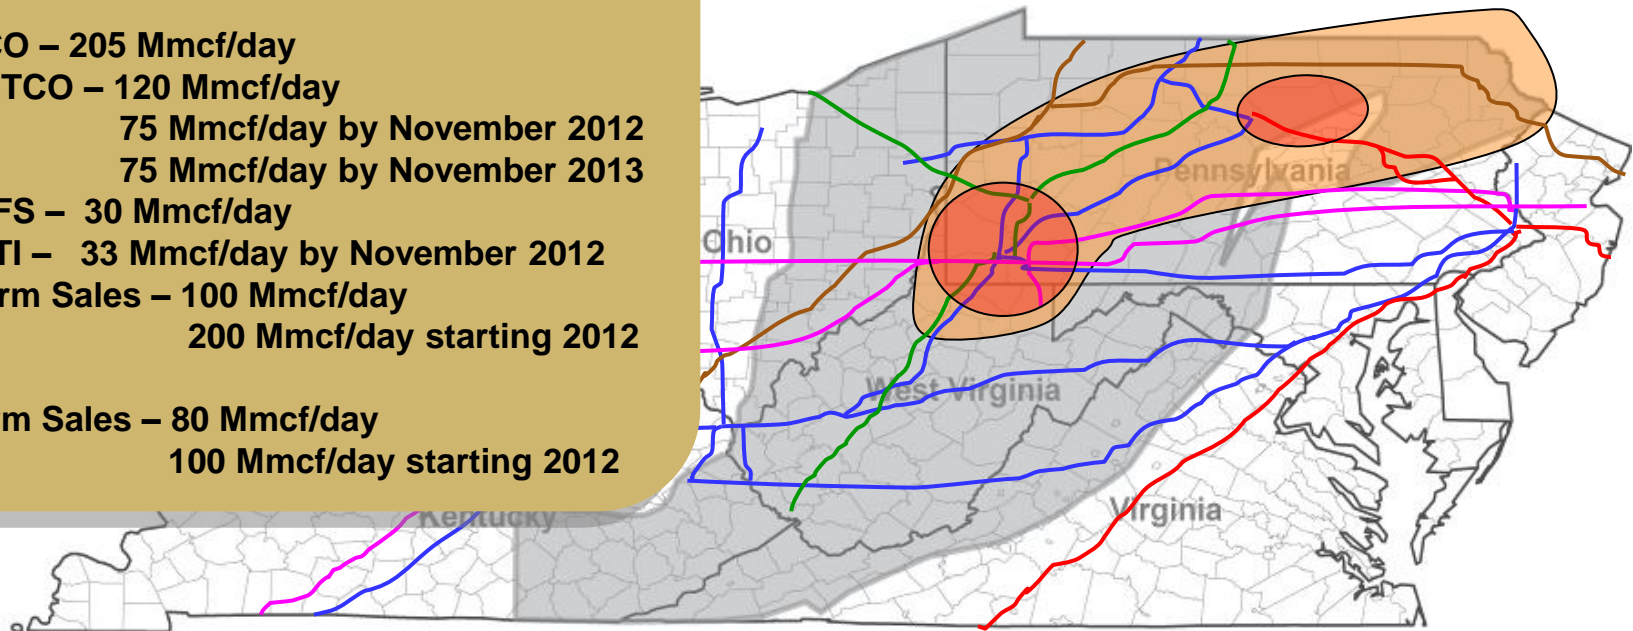 CO – 205 Mmcf/day
TCO – 120 Mmcf/day
75 Mmcf/day by November 2012
75 Mmcf/day by November 2013
FS – 30 Mmcf/day
TI – 33 Mmcf/day by November 2012
rm Sales – 100 Mmcf/day
200 Mmcf/day starting 2012
m Sales – 80 Mmcf/day
100 Mmcf/day starting 2012
Pennsylvania
Ohio
West Virginia
Virginia
Kentucky